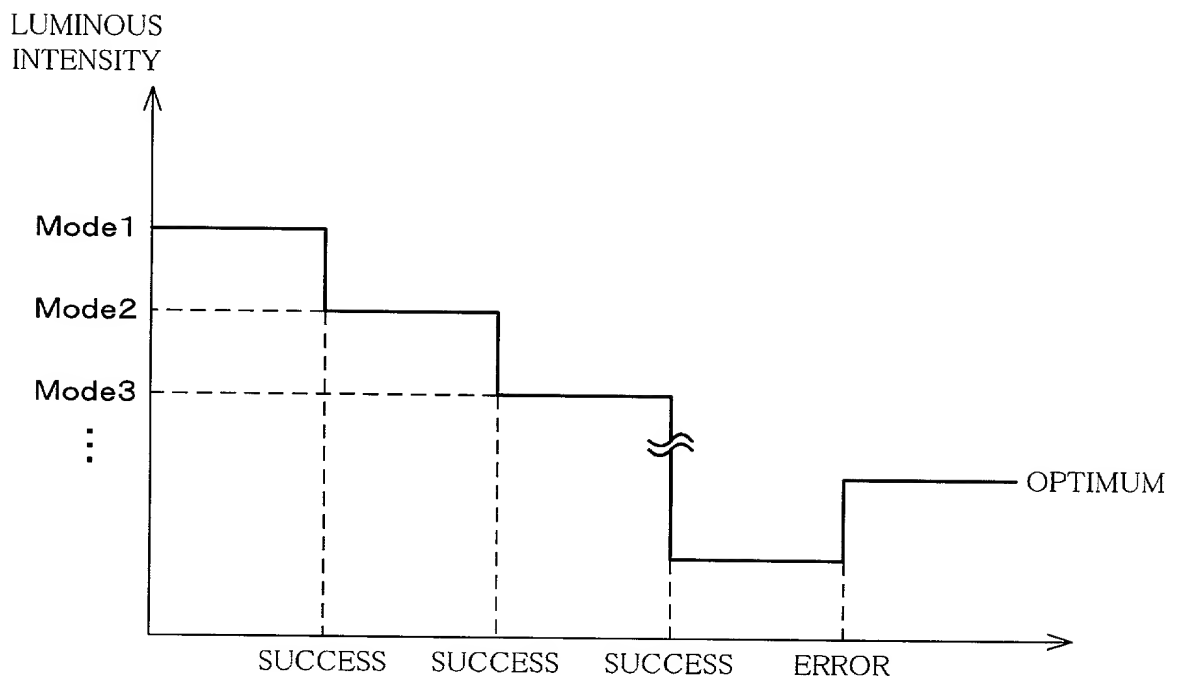 LUMINOUS
INTENSITY
Mode1
Mode2
Mode3
⋮
OPTIMUM
SUCCESS SUCCESS SUCCESS ERROR